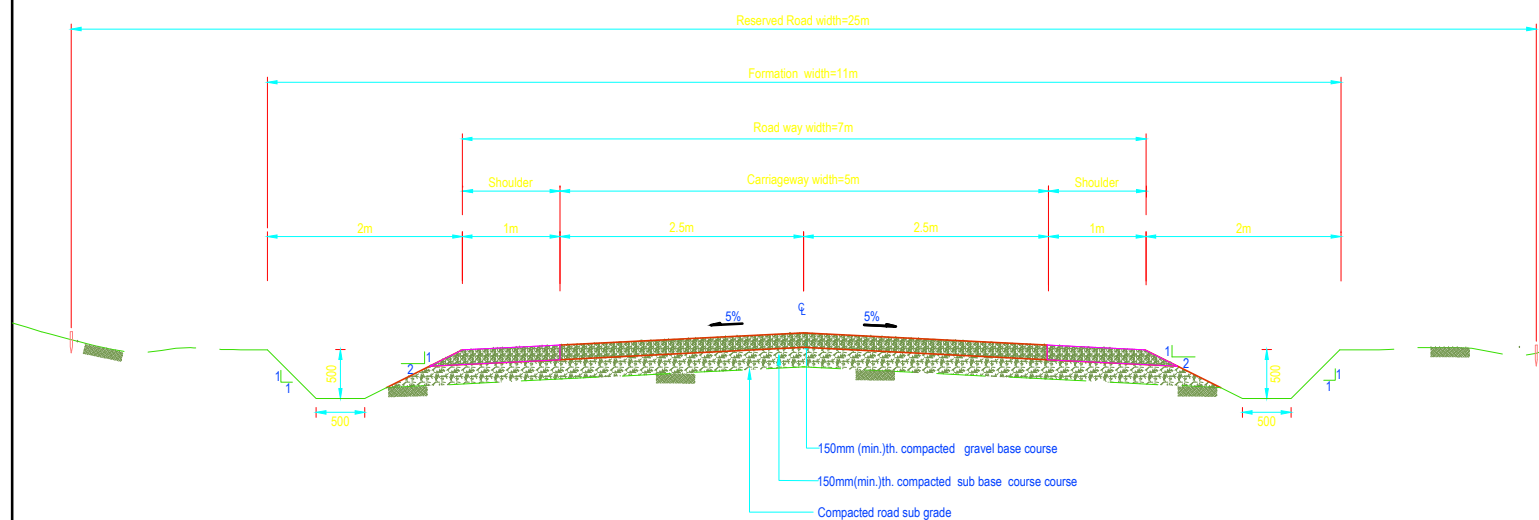 Reserved Road width=25m
Formation width=11m
Road way width=7m
Shoulder Carriageway width=5m Shoulder
2m 1m 2.5m 2.5m 1m 2m
℄
5% 5%
1 1
2 500 500 2
1 1
1 1
500 500
150mm (min.)th. compacted gravel base course
150mm(min.)th. compacted sub base course course
Compacted road sub grade